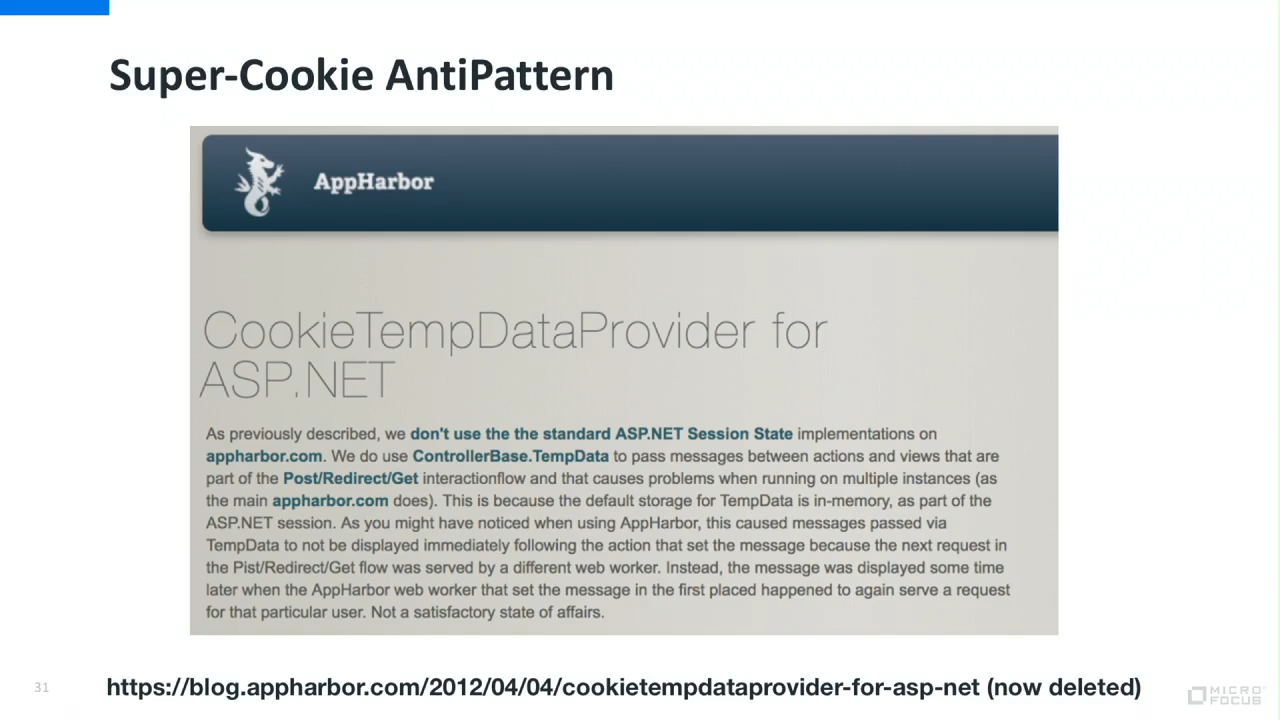 Super-Cookie AntiPattern
AppHarbor
CookieTempDataProvider for
ASP.NET
As previously described, we don't use the the standard ASP.NET Session State implementations on
appharbor.com. We do use ControllerBase.TempData to pass messages between actions and views that are
part of the Post/Redirect/Get interactionflow and that causes problems when running on multiple instances (as
the main appharbor.com does). This is because the default storage for TempData is in-memory, as part of the
ASP.NET session. As you might have noticed when using AppHarbor, this caused messages passed via
TempData to not be displayed immediately following the action that set the message because the next request in
the Pist/Redirect/Get flow was served by a different web worker. Instead, the message was displayed some time
later when the AppHarbor web worker that set the message in the first placed happened to again serve a request
for that particular user. Not a satisfactory state of affairs.
31
https://blog.appharbor.com/2012/04/04/cookietempdataprovider-for-asp-net (now deleted)
MICRO
FOCUS